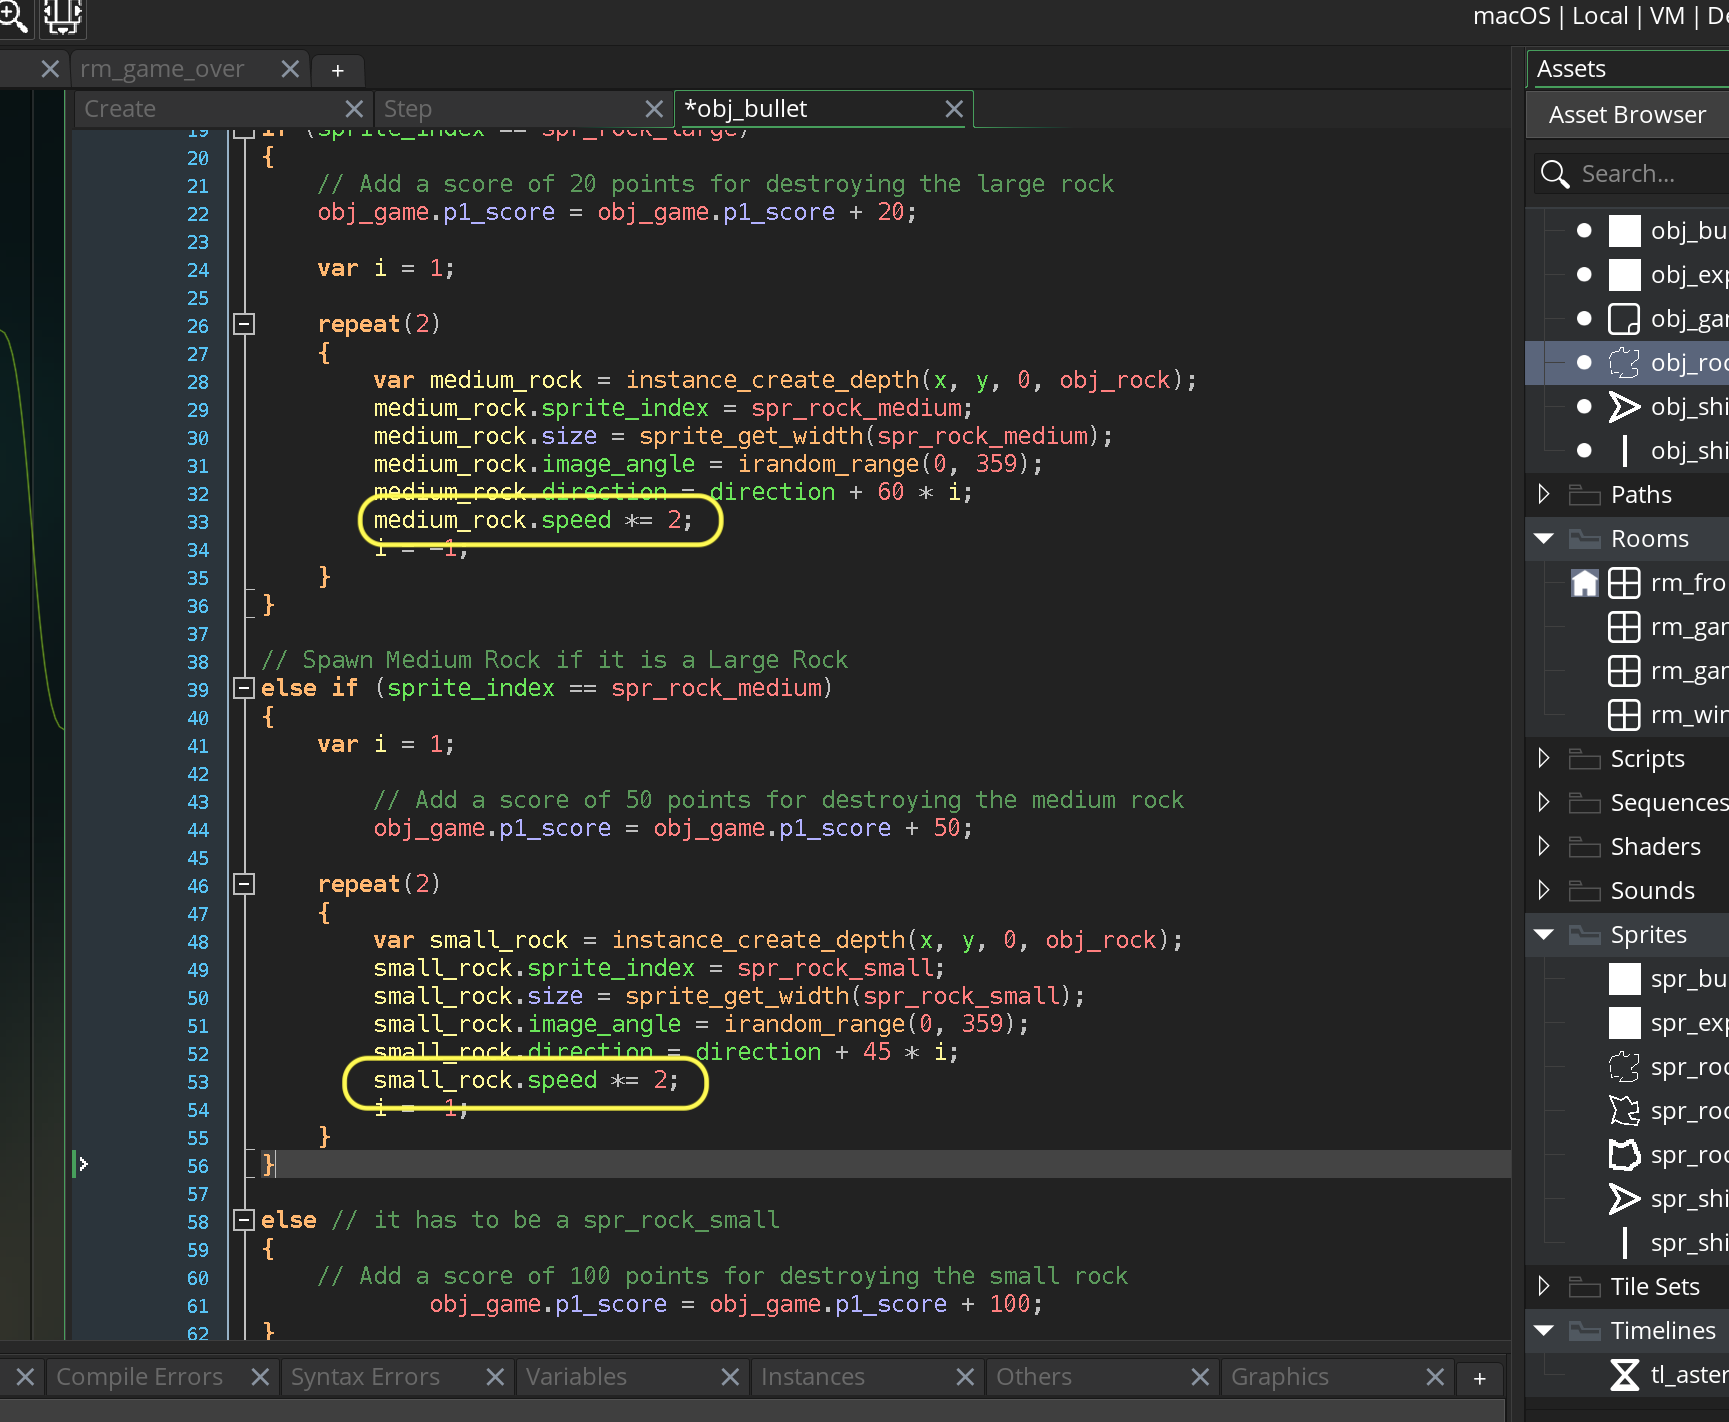 macOS | Local | VM | De
rm_game_over
+
Create
Step
*obj_bullet
19 if (sprite_index == spr_rock_large)
20 {
21 // Add a score of 20 points for destroying the large rock
22 obj_game.p1_score = obj_game.p1_score + 20;
23
24 var i = 1;
25
26 repeat(2)
27 {
28 var medium_rock = instance_create_depth(x, y, 0, obj_rock);
29 medium_rock.sprite_index = spr_rock_medium;
30 medium_rock.size = sprite_get_width(spr_rock_medium);
31 medium_rock.image_angle = irandom_range(0, 359);
32 medium_rock.direction = direction + 60 * i;
33 medium_rock.speed *= 2;
34 i = -1;
35 }
36 }
37
38 // Spawn Medium Rock if it is a Large Rock
39 else if (sprite_index == spr_rock_medium)
40 {
41 var i = 1;
42
43 // Add a score of 50 points for destroying the medium rock
44 obj_game.p1_score = obj_game.p1_score + 50;
45
46 repeat(2)
47 {
48 var small_rock = instance_create_depth(x, y, 0, obj_rock);
49 small_rock.sprite_index = spr_rock_small;
50 small_rock.size = sprite_get_width(spr_rock_small);
51 small_rock.image_angle = irandom_range(0, 359);
52 small_rock.direction = direction + 45 * i;
53 small_rock.speed *= 2;
54 i = -1;
55 }
56 }
57
58 else // it has to be a spr_rock_small
59 {
60 // Add a score of 100 points for destroying the small rock
61 obj_game.p1_score = obj_game.p1_score + 100;
62 }
Compile Errors
Syntax Errors
Variables
Instances
Others
Graphics
+
Assets
Asset Browser
Search...
obj_bu
obj_exp
obj_gar
obj_roc
obj_shi
obj_shi
Paths
Rooms
rm_fro
rm_gar
rm_gar
rm_wir
Scripts
Sequences
Shaders
Sounds
Sprites
spr_bu
spr_exp
spr_roc
spr_roc
spr_roc
spr_shi
spr_shi
Tile Sets
Timelines
tl_aster